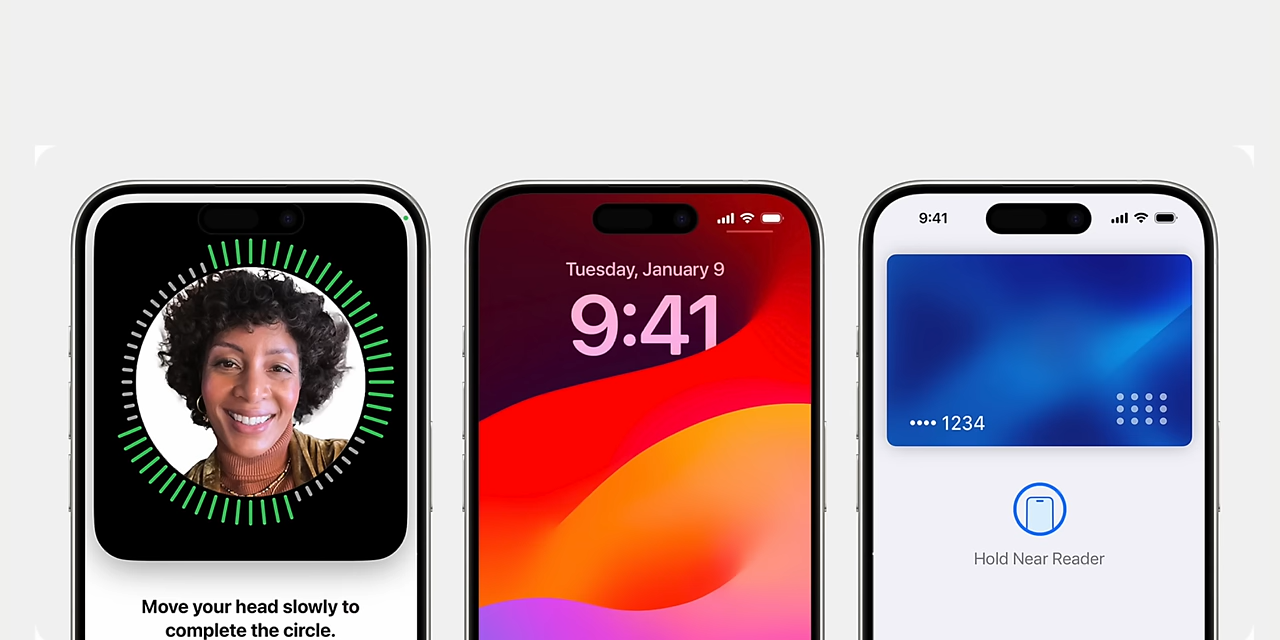 Move your head slowly to
complete the circle.
Tuesday, January 9
9:41
9:41
•••• 1234
Hold Near Reader